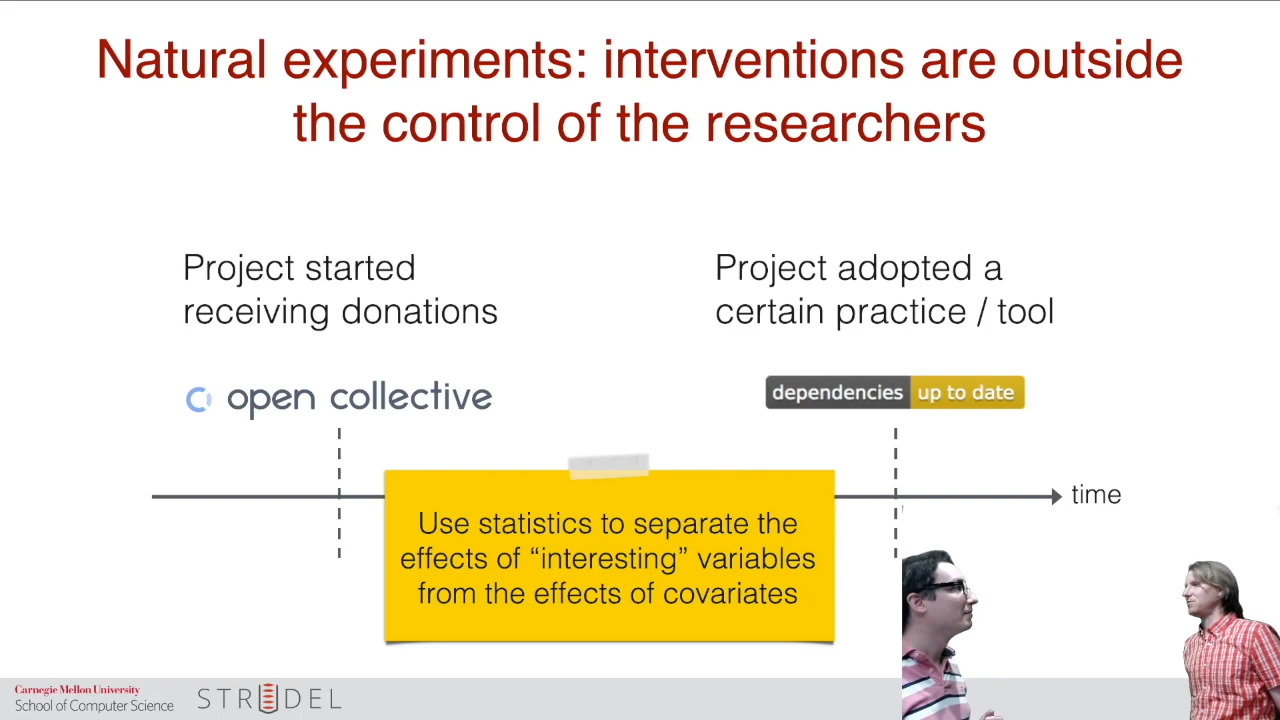 Natural experiments: interventions are outside
the control of the researchers
Project started
receiving donations
Project adopted a
certain practice / tool
open collective
dependencies up to date
time
Use statistics to separate the
effects of “interesting” variables
from the effects of covariates
Carnegie Mellon University
School of Computer Science
STRUDEL